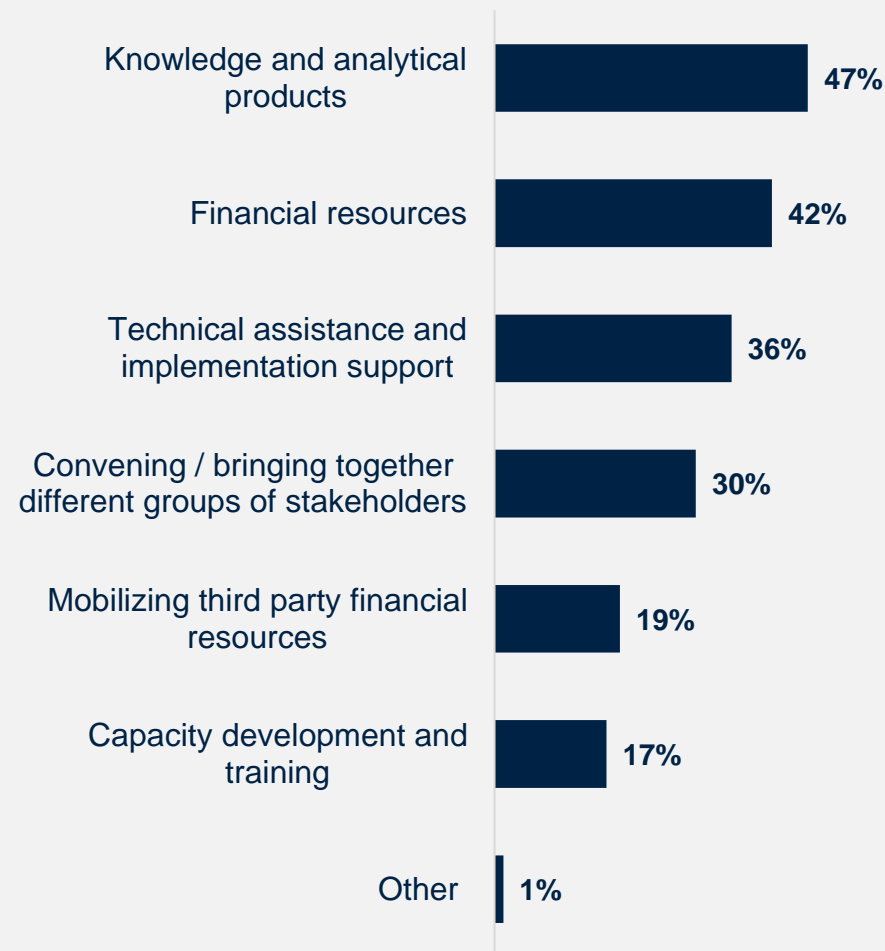 Knowledge and analytical
products
47%
Financial resources
42%
Technical assistance and
implementation support
36%
Convening / bringing together
different groups of stakeholders
30%
Mobilizing third party financial
resources
19%
Capacity development and
training
17%
Other
1%